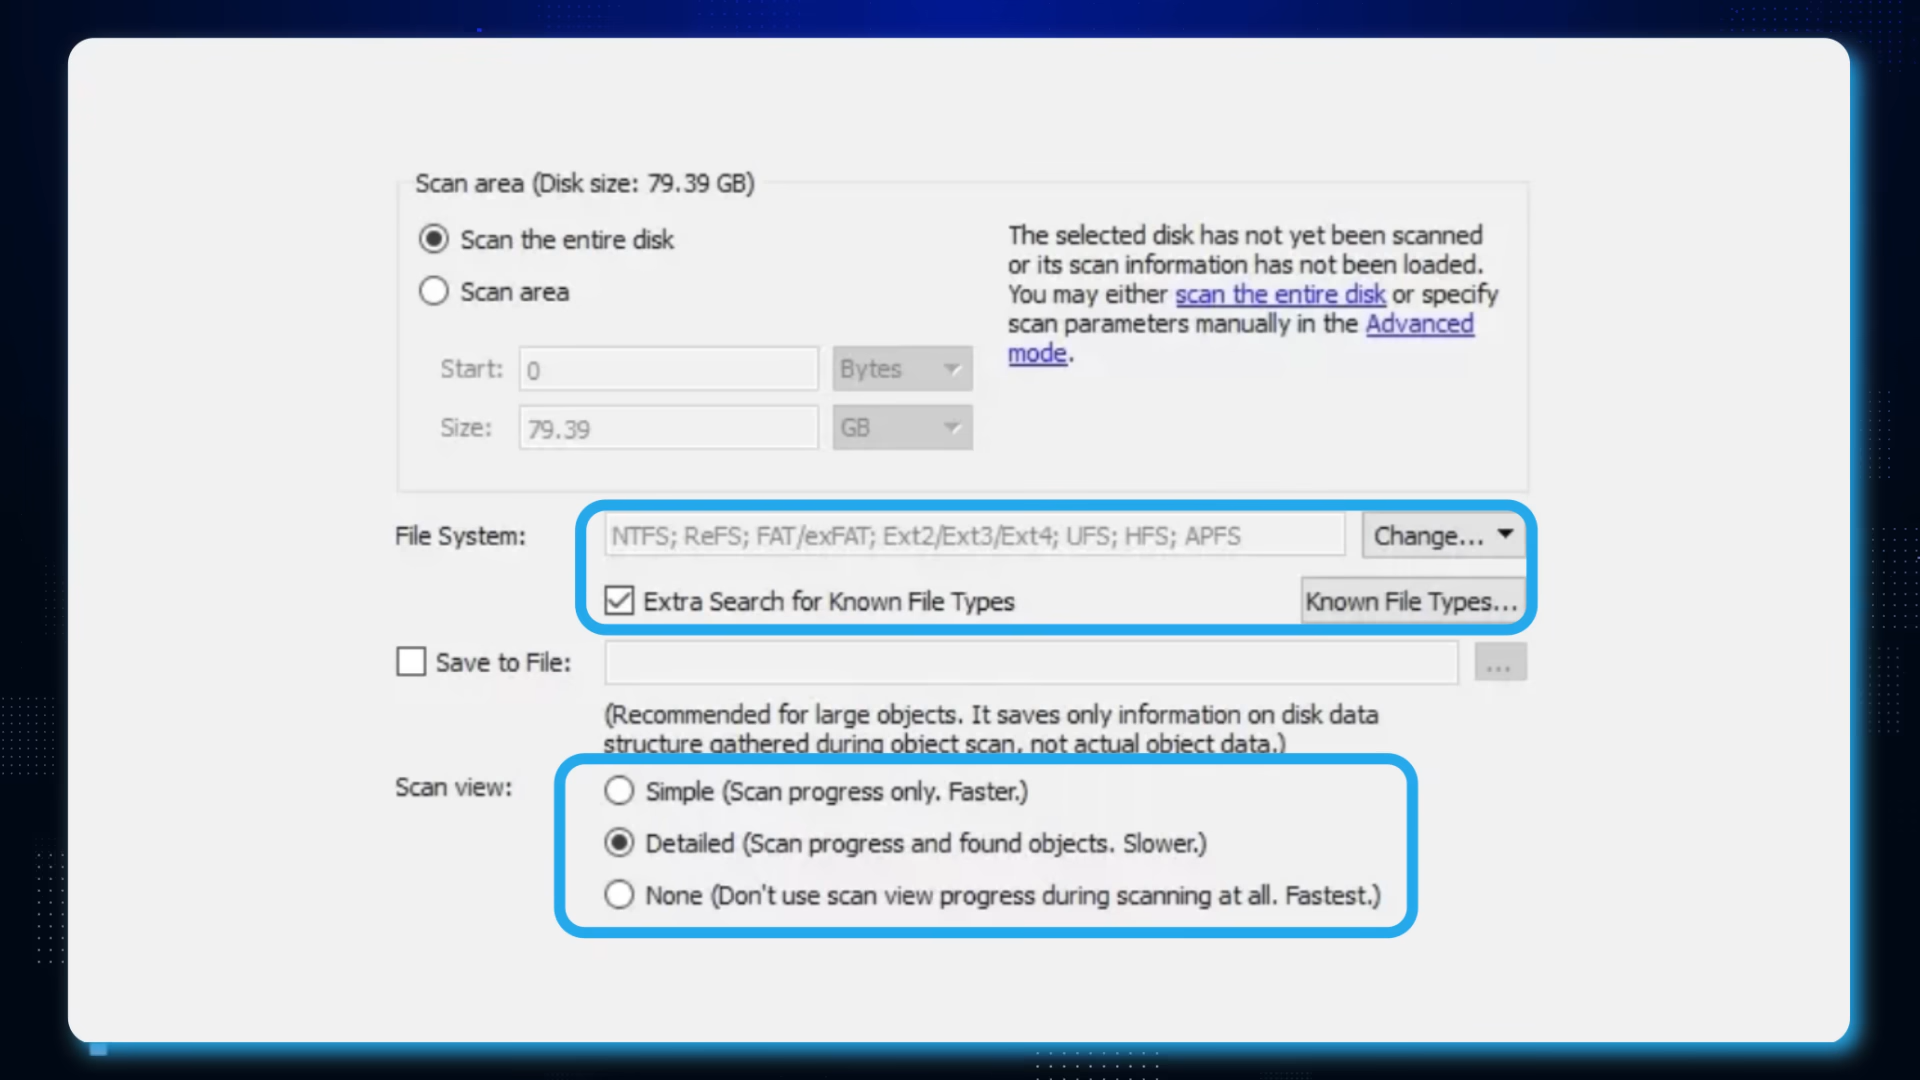 Scan area (Disk size: 79.39 GB)
Scan the entire disk
Scan area
Start: 0 Bytes
Size: 79.39 GB
The selected disk has not yet been scanned
or its scan information has not been loaded.
You may either scan the entire disk or specify
scan parameters manually in the Advanced
mode.
File System: NTFS; ReFS; FAT/exFAT; Ext2/Ext3/Ext4; UFS; HFS; APFS Change...
Extra Search for Known File Types Known File Types...
Save to File: ...
(Recommended for large objects. It saves only information on disk data
structure gathered during object scan, not actual object data.)
Scan view: Simple (Scan progress only. Faster.)
Detailed (Scan progress and found objects. Slower.)
None (Don't use scan view progress during scanning at all. Fastest.)